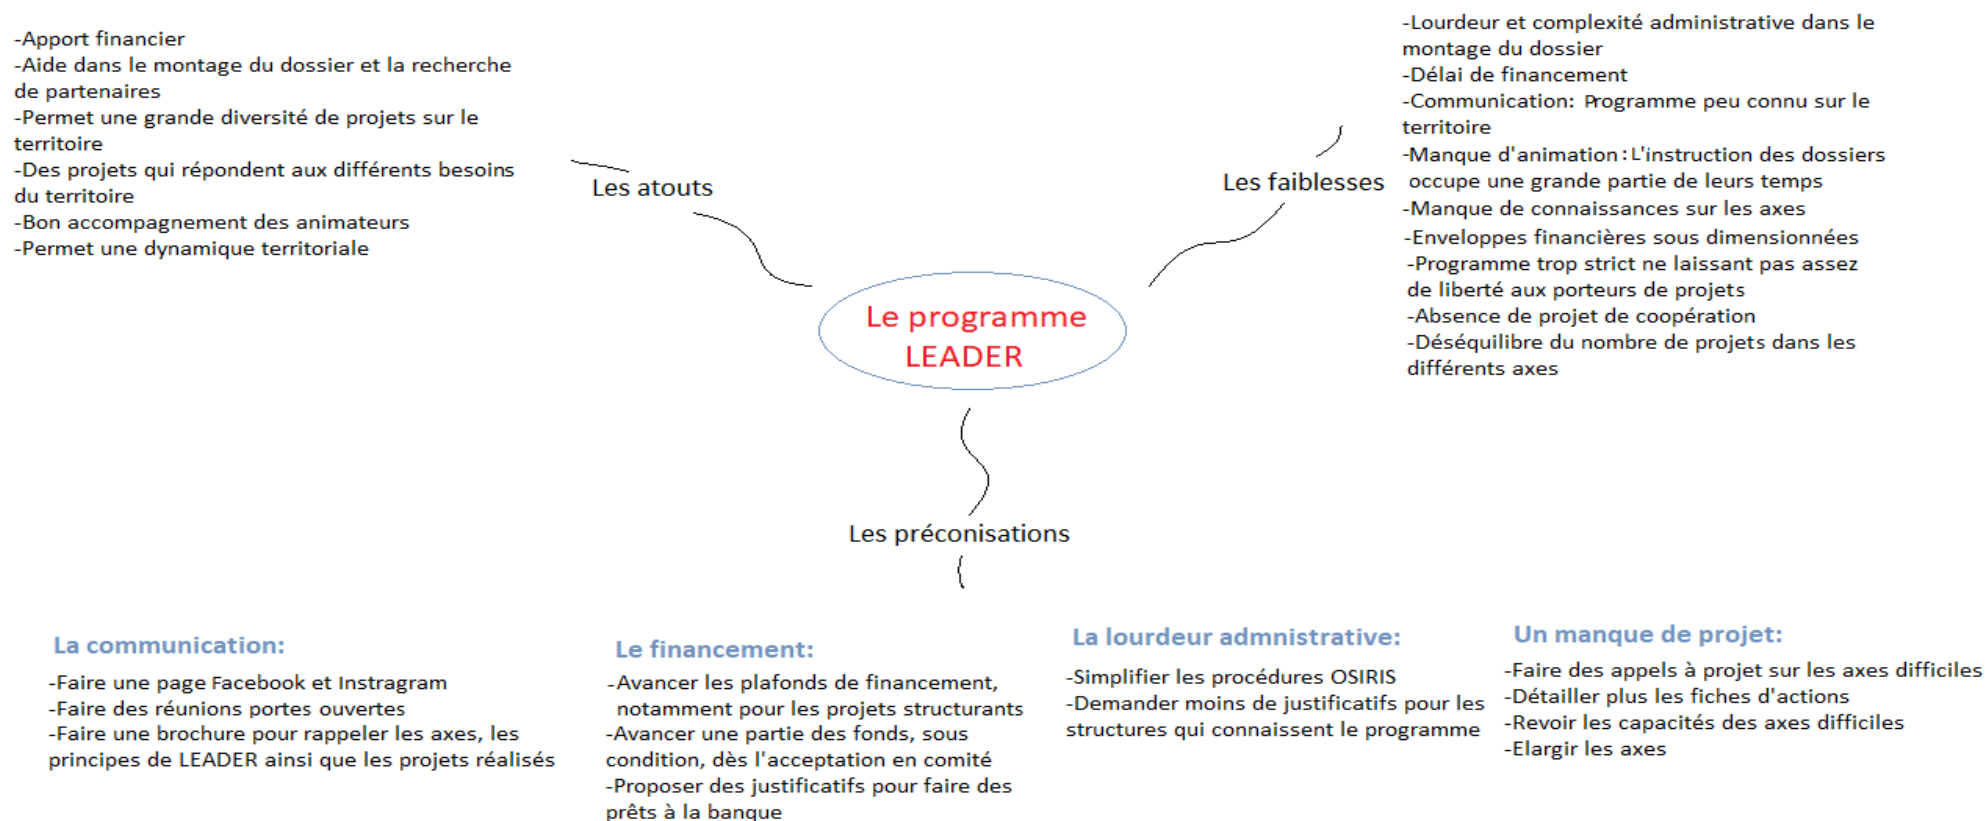 -Apport financier
-Aide dans le montage du dossier et la recherche
de partenaires
-Permet une grande diversité de projets sur le
territoire
-Des projets qui répondent aux différents besoins
du territoire
-Bon accompagnement des animateurs
-Permet une dynamique territoriale
Les atouts
-Lourdeur et complexité administrative dans le
montage du dossier
-Délai de financement
-Communication: Programme peu connu sur le
territoire
-Manque d'animation : L'instruction des dossiers
occupe une grande partie de leurs temps
-Manque de connaissances sur les axes
-Enveloppes financières sous dimensionnées
-Programme trop strict ne laissant pas assez
de liberté aux porteurs de projets
-Absence de projet de coopération
-Déséquilibre du nombre de projets dans les
différents axes
Les faiblesses
Le programme
LEADER
Les préconisations
La communication:
-Faire une page Facebook et Instragram
-Faire des réunions portes ouvertes
-Faire une brochure pour rappeler les axes, les
principes de LEADER ainsi que les projets réalisés
Le financement:
-Avancer les plafonds de financement,
notamment pour les projets structurants
-Avancer une partie des fonds, sous
condition, dès l'acceptation en comité
-Proposer des justificatifs pour faire des
prêts à la banque
La lourdeur admnistrative:
-Simplifier les procédures OSIRIS
-Demander moins de justificatifs pour les
structures qui connaissent le programme
Un manque de projet:
-Faire des appels à projet sur les axes difficiles
-Détailler plus les fiches d'actions
-Revoir les capacités des axes difficiles
-Elargir les axes